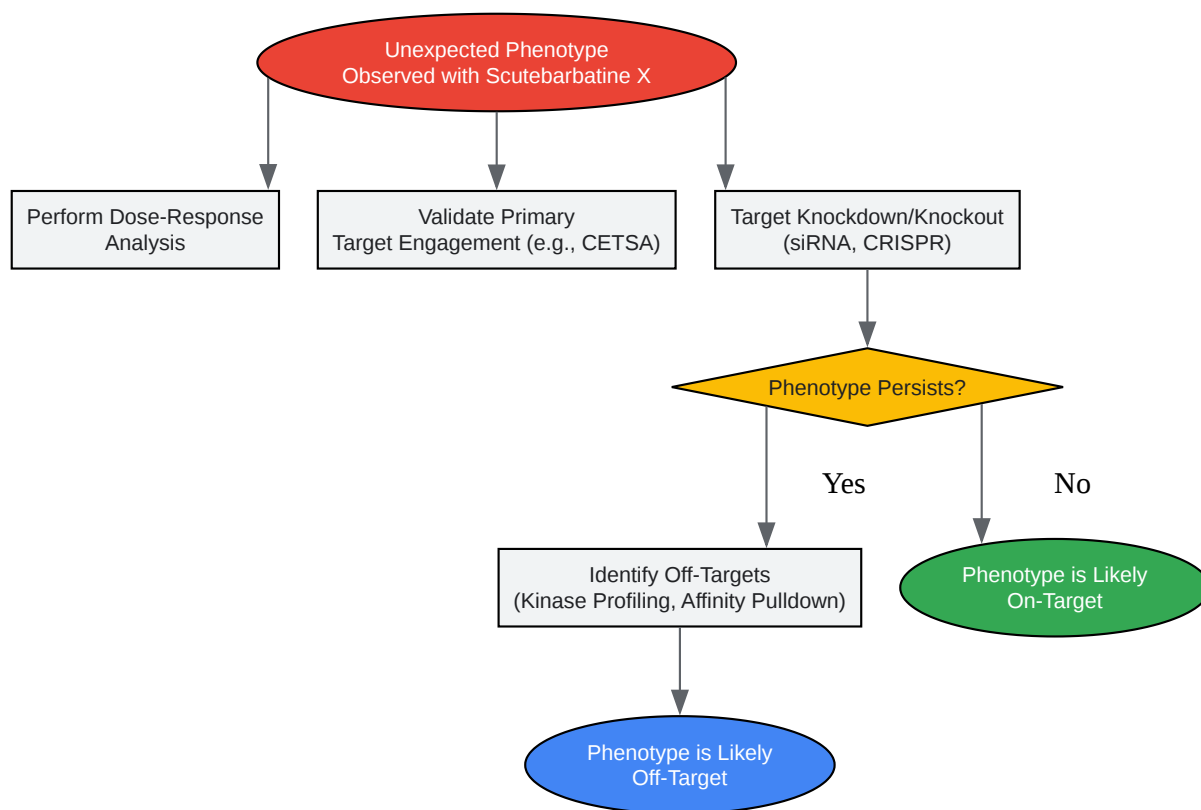 Unexpected Phenotype
Observed with Scutebarbatine X
Perform Dose-Response
Analysis
Validate Primary
Target Engagement (e.g., CETSA)
Target Knockdown/Knockout
(siRNA, CRISPR)
Phenotype Persists?
Yes
No
Identify Off-Targets
(Kinase Profiling, Affinity Pulldown)
Phenotype is Likely
On-Target
Phenotype is Likely
Off-Target